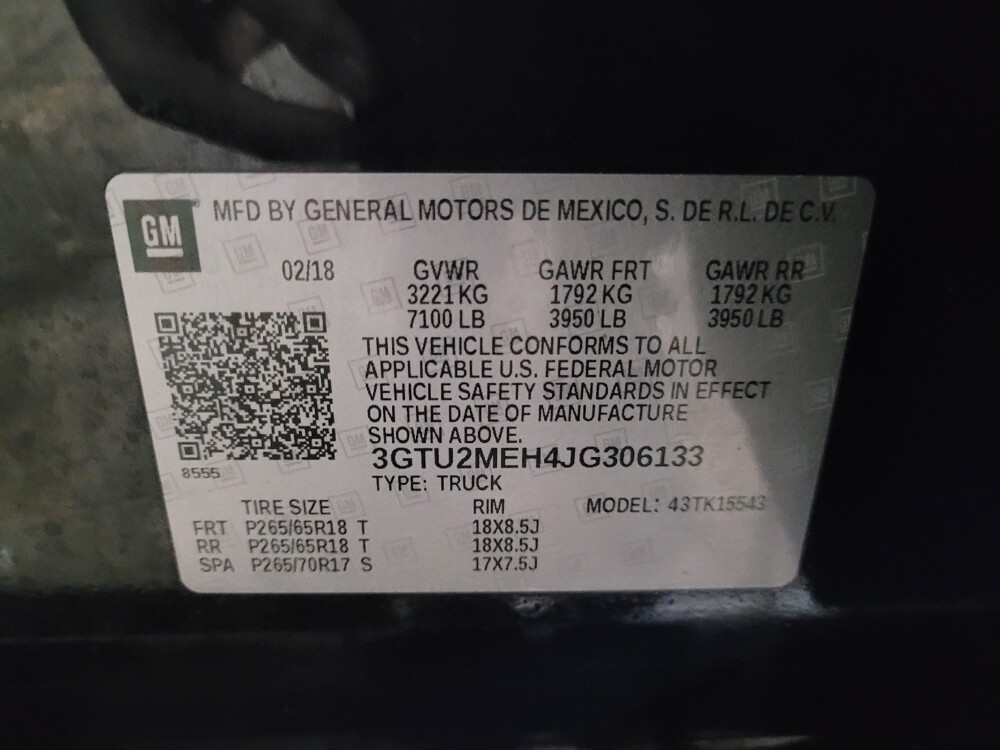 GM
MFD BY GENERAL MOTORS DE MEXICO, S. DE R.L. DE C.V.
02/18 GVWR GAWR FRT GAWR RR
3221 KG 1792 KG 1792 KG
7100 LB 3950 LB 3950 LB
THIS VEHICLE CONFORMS TO ALL
APPLICABLE U.S. FEDERAL MOTOR
VEHICLE SAFETY STANDARDS IN EFFECT
ON THE DATE OF MANUFACTURE
SHOWN ABOVE.
8555
3GTU2MEH4JG306133
TYPE: TRUCK
TIRE SIZE RIM MODEL: 43TK15543
FRT P265/65R18 T 18X8.5J
RR P265/65R18 T 18X8.5J
SPA P265/70R17 S 17X7.5J